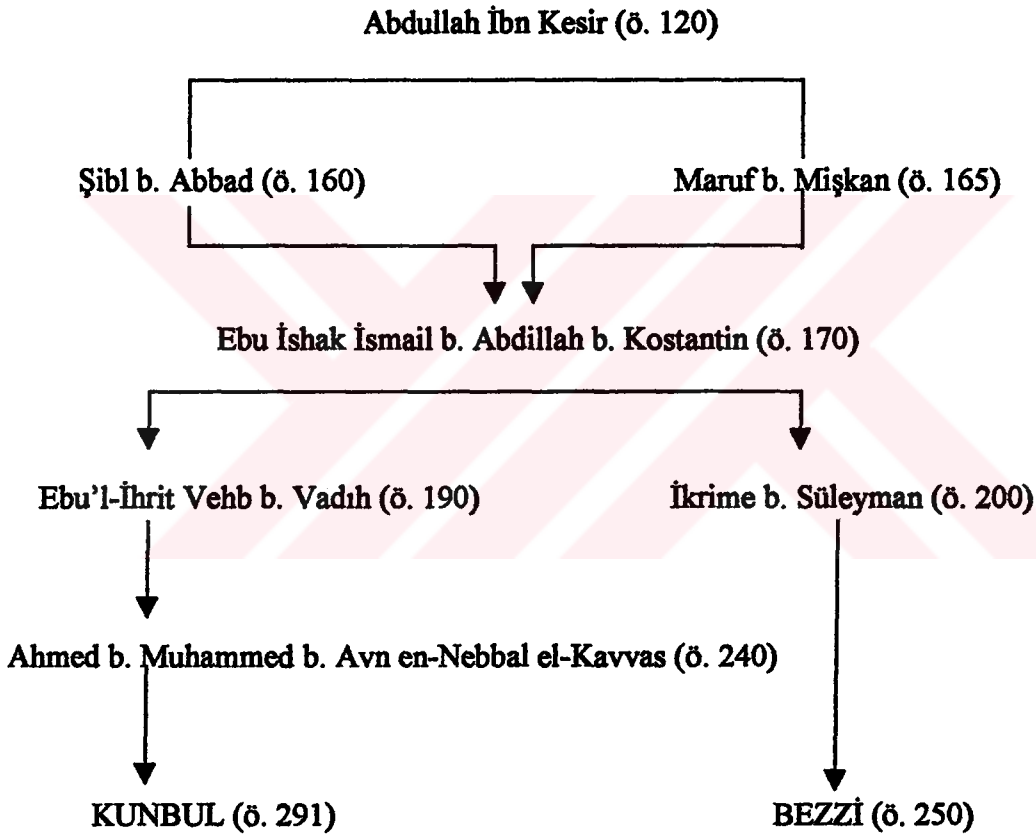 Abdullah İbn Kesir (ö. 120)
Şibl b. Abbad (ö. 160) Maruf b. Mişkan (ö. 165)
Ebu İshak İsmail b. Abdillah b. Kostantin (ö. 170)
Ebu'l-İhrit Vehb b. Vadıh (ö. 190) İkrime b. Süleyman (ö. 200)
Ahmed b. Muhammed b. Avn en-Nebbal el-Kavvas (ö. 240)
KUNBUL (ö. 291) BEZZİ (ö. 250)